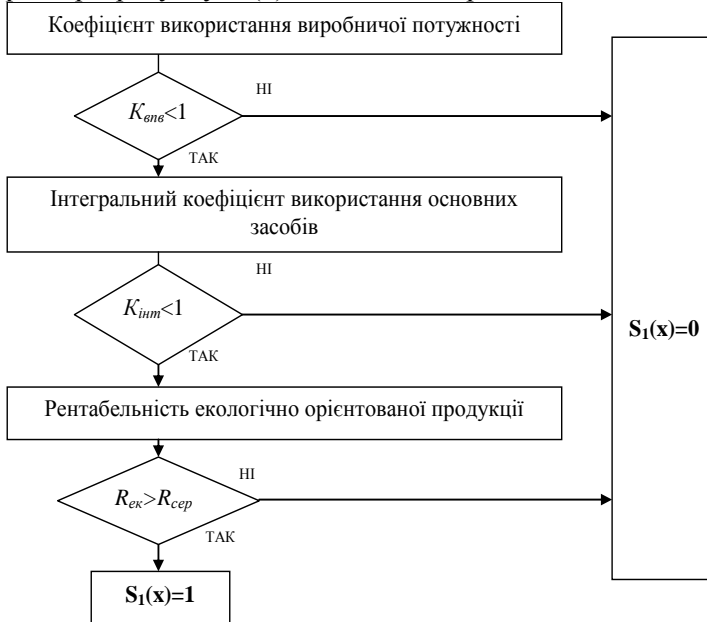 Коефіцієнт використання виробничої потужності
НІ
Kвпв<1
ТАК
Інтегральний коефіцієнт використання основних
засобів
НІ
Kінт<1
S₁(x)=0
ТАК
Рентабельність екологічно орієнтованої продукції
НІ
Rек>Rсер
ТАК
S₁(x)=1